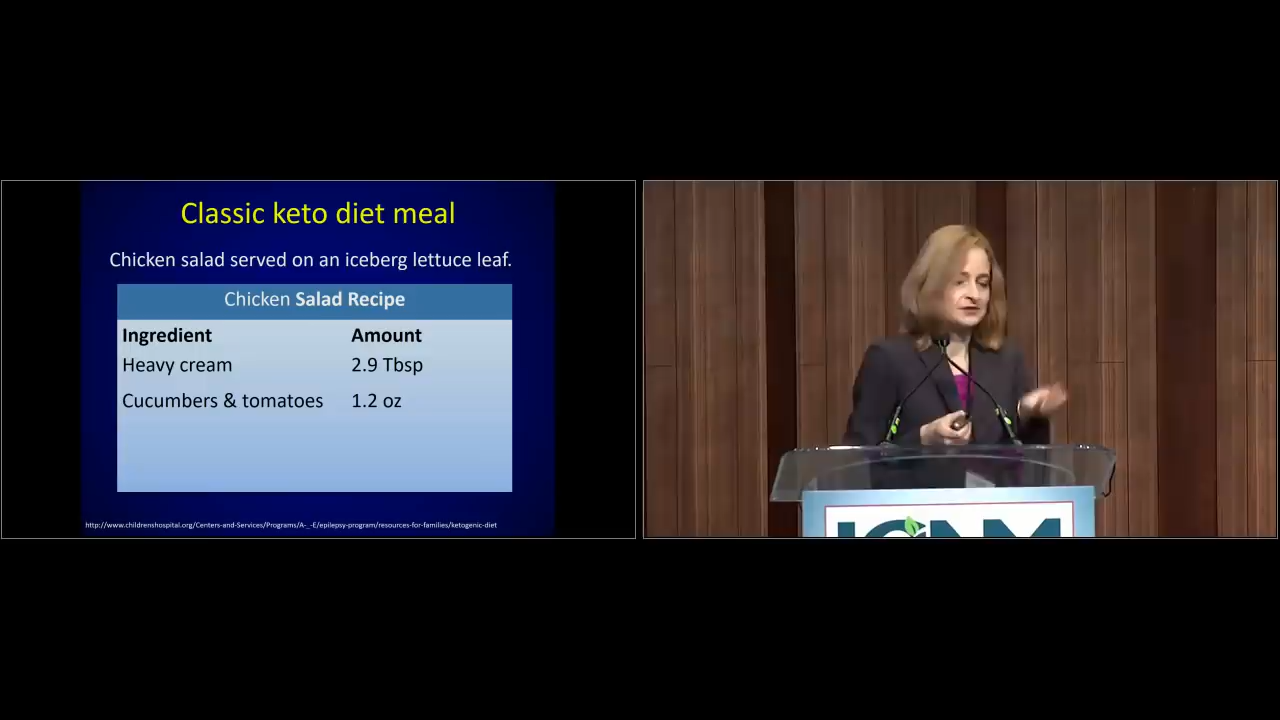 Classic keto diet meal
Chicken salad served on an iceberg lettuce leaf.
Chicken Salad Recipe
Ingredient Amount
Heavy cream 2.9 Tbsp
Cucumbers & tomatoes 1.2 oz
http://www.childrenshospital.org/Centers-and-Services/Programs/A-_-E/epilepsy-program/resources-for-families/ketogenic-diet